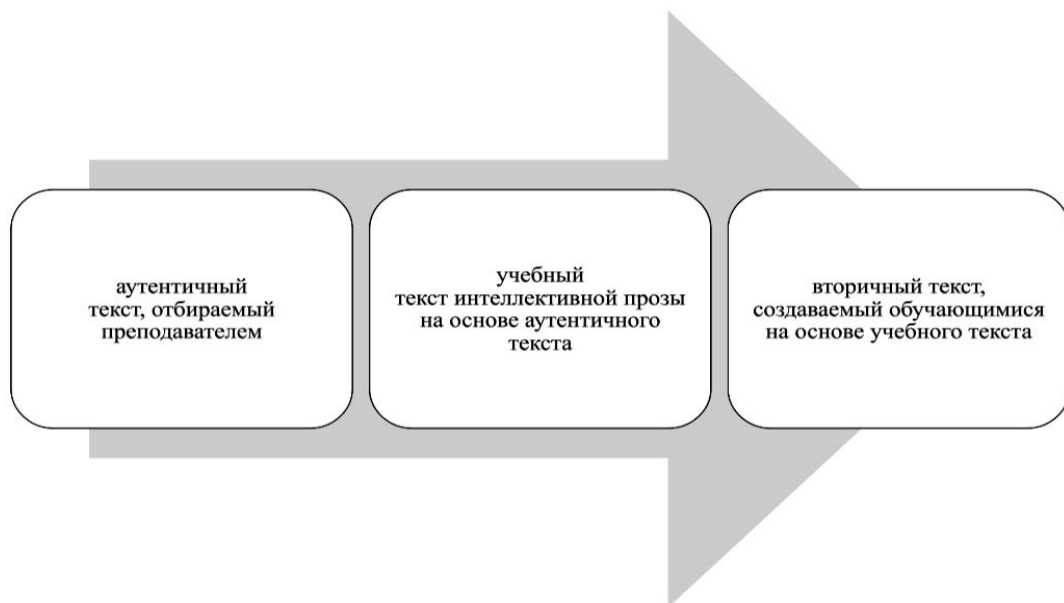 аутентичный
текст, отбираемый
преподавателем
учебный
текст интеллективной прозы
на основе аутентичного
текста
вторичный текст,
создаваемый обучающимися
на основе учебного текста